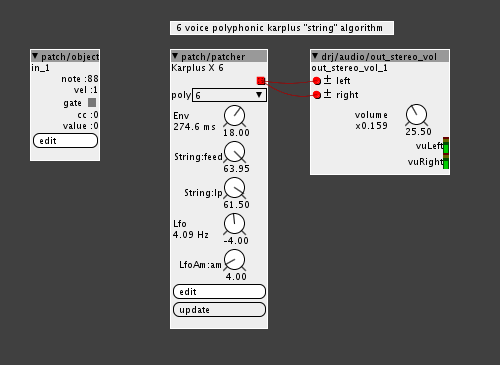 6 voice polyphonic karplus "string" algorithm
patch/object
in_1
note :88
vel :1
gate
cc :0
value :0
edit
patch/patcher
Karplus X 6
poly 6
Env
274.6 ms
18.00
String:feed
63.95
String:lp
61.50
Lfo
4.09 Hz
-4.00
LfoAm:am
4.00
edit
update
drj/audio/out_stereo_vol
out_stereo_vol_1
± left
± right
volume
x0.159
25.50
vuLeft
vuRight